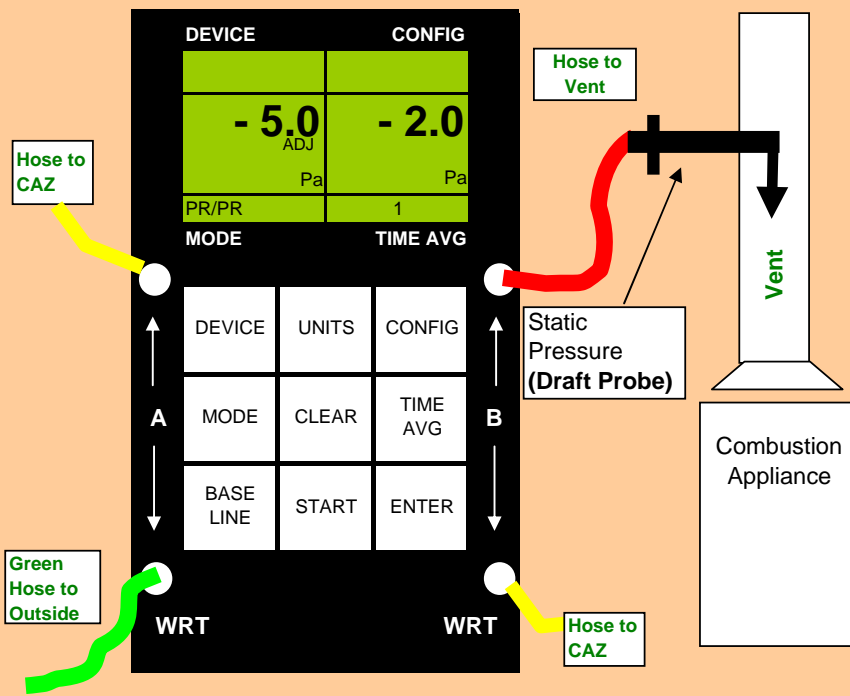 DEVICE CONFIG
Hose to
Vent
- 5.0 - 2.0
ADJ
Pa Pa
Hose to
CAZ
PR/PR 1
MODE TIME AVG
Vent
Static
Pressure
(Draft Probe)
DEVICE UNITS CONFIG
A MODE CLEAR TIME
AVG B
BASE
LINE START ENTER
Combustion
Appliance
Green
Hose to
Outside
WRT WRT
Hose to
CAZ